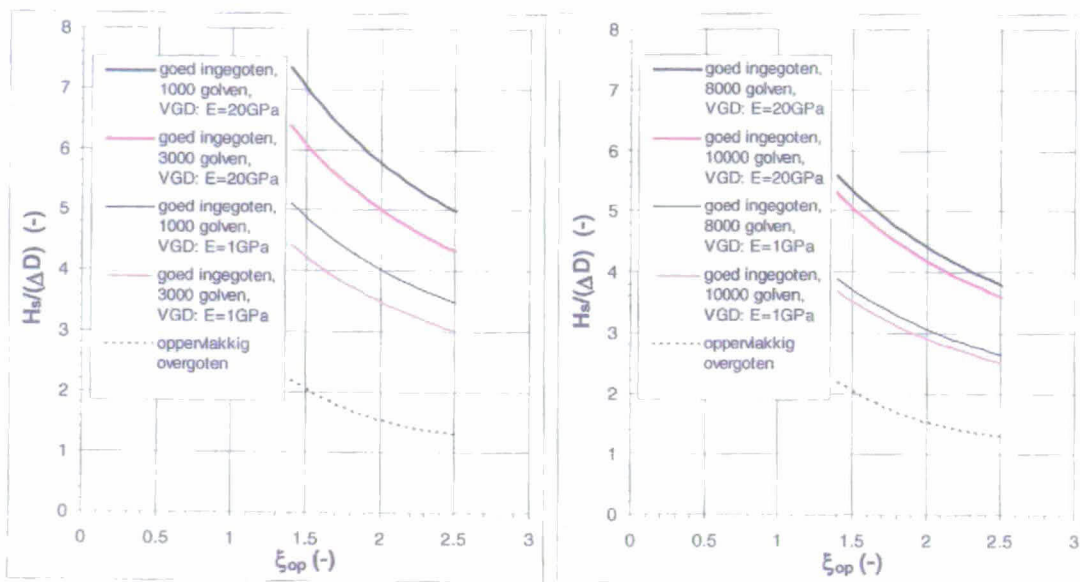 8
7
6
5
4
3
2
1
0
Hs/(ΔD) (-)
goed ingegoten,
1000 golven,
VGD: E=20GPa
goed ingegoten,
3000 golven,
VGD: E=20GPa
goed ingegoten,
1000 golven,
VGD: E=1GPa
goed ingegoten,
3000 golven,
VGD: E=1GPa
oppervlakkig
overgoten
0 0.5 1 1.5 2 2.5 3
ξop (-)
8
7
6
5
4
3
2
1
0
Hs/(ΔD) (-)
goed ingegoten,
8000 golven,
VGD: E=20GPa
goed ingegoten,
10000 golven,
VGD: E=20GPa
goed ingegoten,
8000 golven,
VGD: E=1GPa
goed ingegoten,
10000 golven,
VGD: E=1GPa
oppervlakkig
overgoten
0 0.5 1 1.5 2 2.5 3
ξop (-)